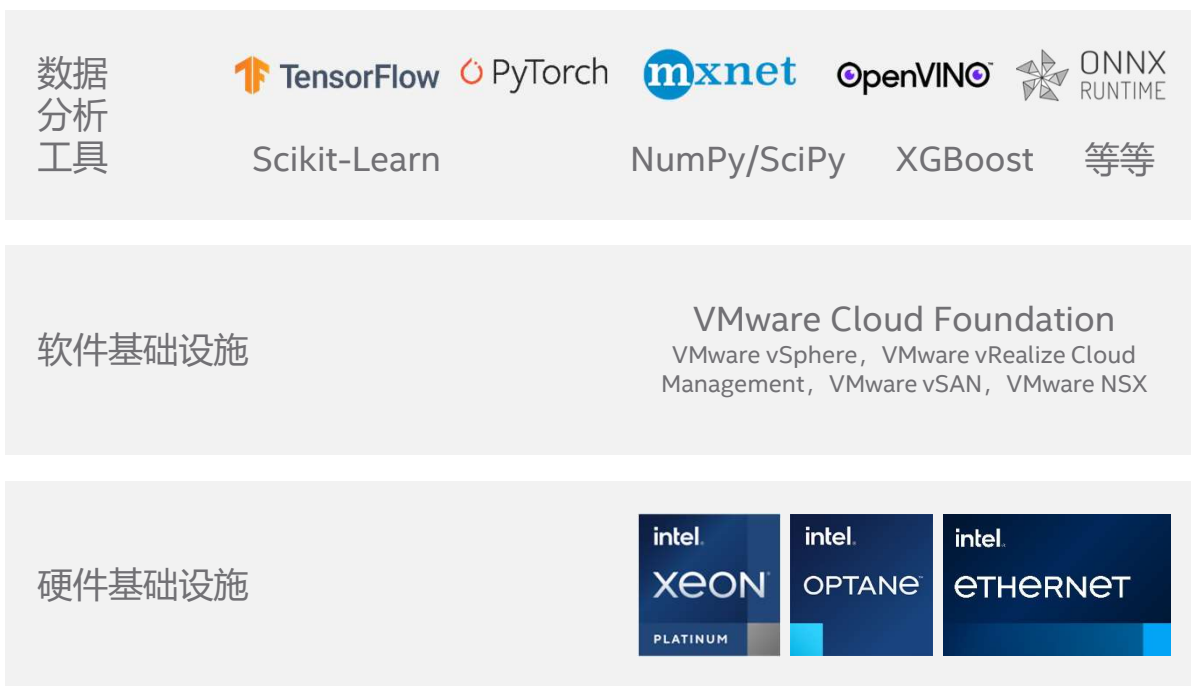 数据
分析
工具
TensorFlow PyTorch mxnet OpenVINO™ ONNX
RUNTIME
Scikit-Learn NumPy/SciPy XGBoost 等等
软件基础设施
VMware Cloud Foundation
VMware vSphere，VMware vRealize Cloud
Management，VMware vSAN，VMware NSX
硬件基础设施
intel.
xeon
PLATINUM
intel.
OPTANe™
intel.
eTHeRNeT